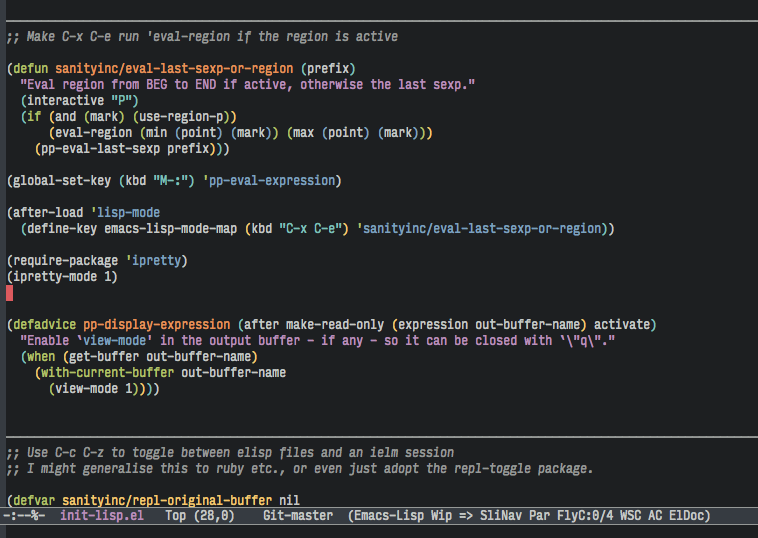 ;; Make C-x C-e run 'eval-region if the region is active

(defun sanityinc/eval-last-sexp-or-region (prefix)
  "Eval region from BEG to END if active, otherwise the last sexp."
  (interactive "P")
  (if (and (mark) (use-region-p))
      (eval-region (min (point) (mark)) (max (point) (mark)))
    (pp-eval-last-sexp prefix)))

(global-set-key (kbd "M-:") 'pp-eval-expression)

(after-load 'lisp-mode
  (define-key emacs-lisp-mode-map (kbd "C-x C-e") 'sanityinc/eval-last-sexp-or-region))

(require-package 'ipretty)
(ipretty-mode 1)

(defadvice pp-display-expression (after make-read-only (expression out-buffer-name) activate)
  "Enable `view-mode' in the output buffer - if any - so it can be closed with `\"q\"."
  (when (get-buffer out-buffer-name)
    (with-current-buffer out-buffer-name
      (view-mode 1))))

;; Use C-c C-z to toggle between elisp files and an ielm session
;; I might generalise this to ruby etc., or even just adopt the repl-toggle package.

(defvar sanityinc/repl-original-buffer nil
-:--%-  init-lisp.el   Top (28,0)    Git-master  (Emacs-Lisp Wip => SliNav Par FlyC:0/4 WSC AC ElDoc)